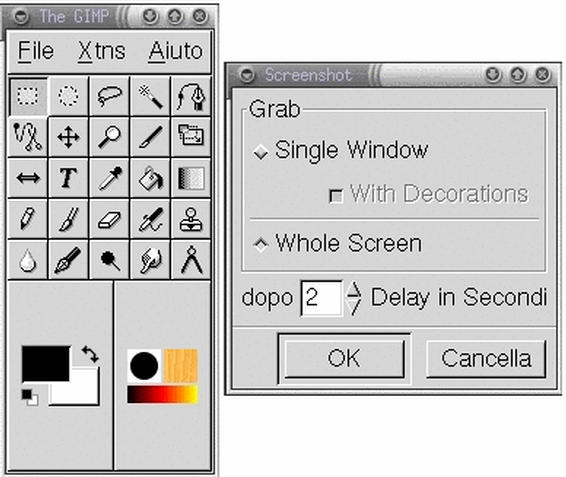 The GIMP
File Xtns Aiuto
T
Screenshot
Grab
Single Window
With Decorations
Whole Screen
dopo 2 Delay in Secondi
OK Cancella